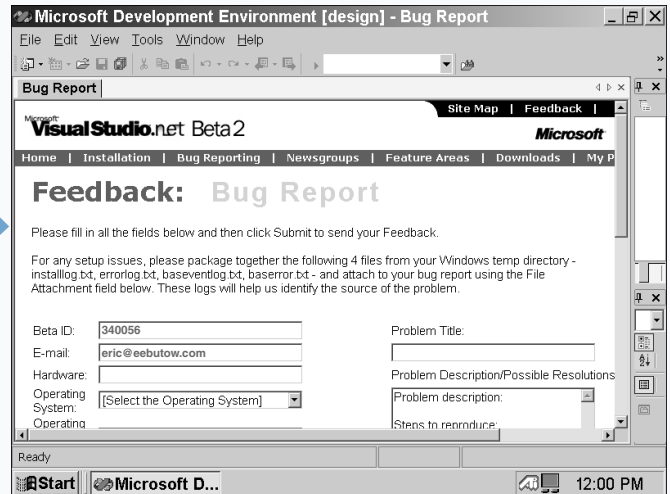 Microsoft Development Environment [design] - Bug Report
File Edit View Tools Window Help
Bug Report
Site Map | Feedback |
Microsoft
Visual Studio.net Beta 2
Microsoft
Home | Installation | Bug Reporting | Newsgroups | Feature Areas | Downloads | My P
Feedback: Bug Report
Please fill in all the fields below and then click Submit to send your Feedback.
For any setup issues, please package together the following 4 files from your Windows temp directory -
installlog.txt, errorlog.txt, baseventlog.txt, baserror.txt - and attach to your bug report using the File
Attachment field below. These logs will help us identify the source of the problem.
Beta ID: 340056
Problem Title:
E-mail: eric@eebutow.com
Hardware:
Problem Description/Possible Resolutions
Operating System: [Select the Operating System]
Problem description:
Operating
Steps to reproduce:
Ready
Start Microsoft D... 12:00 PM